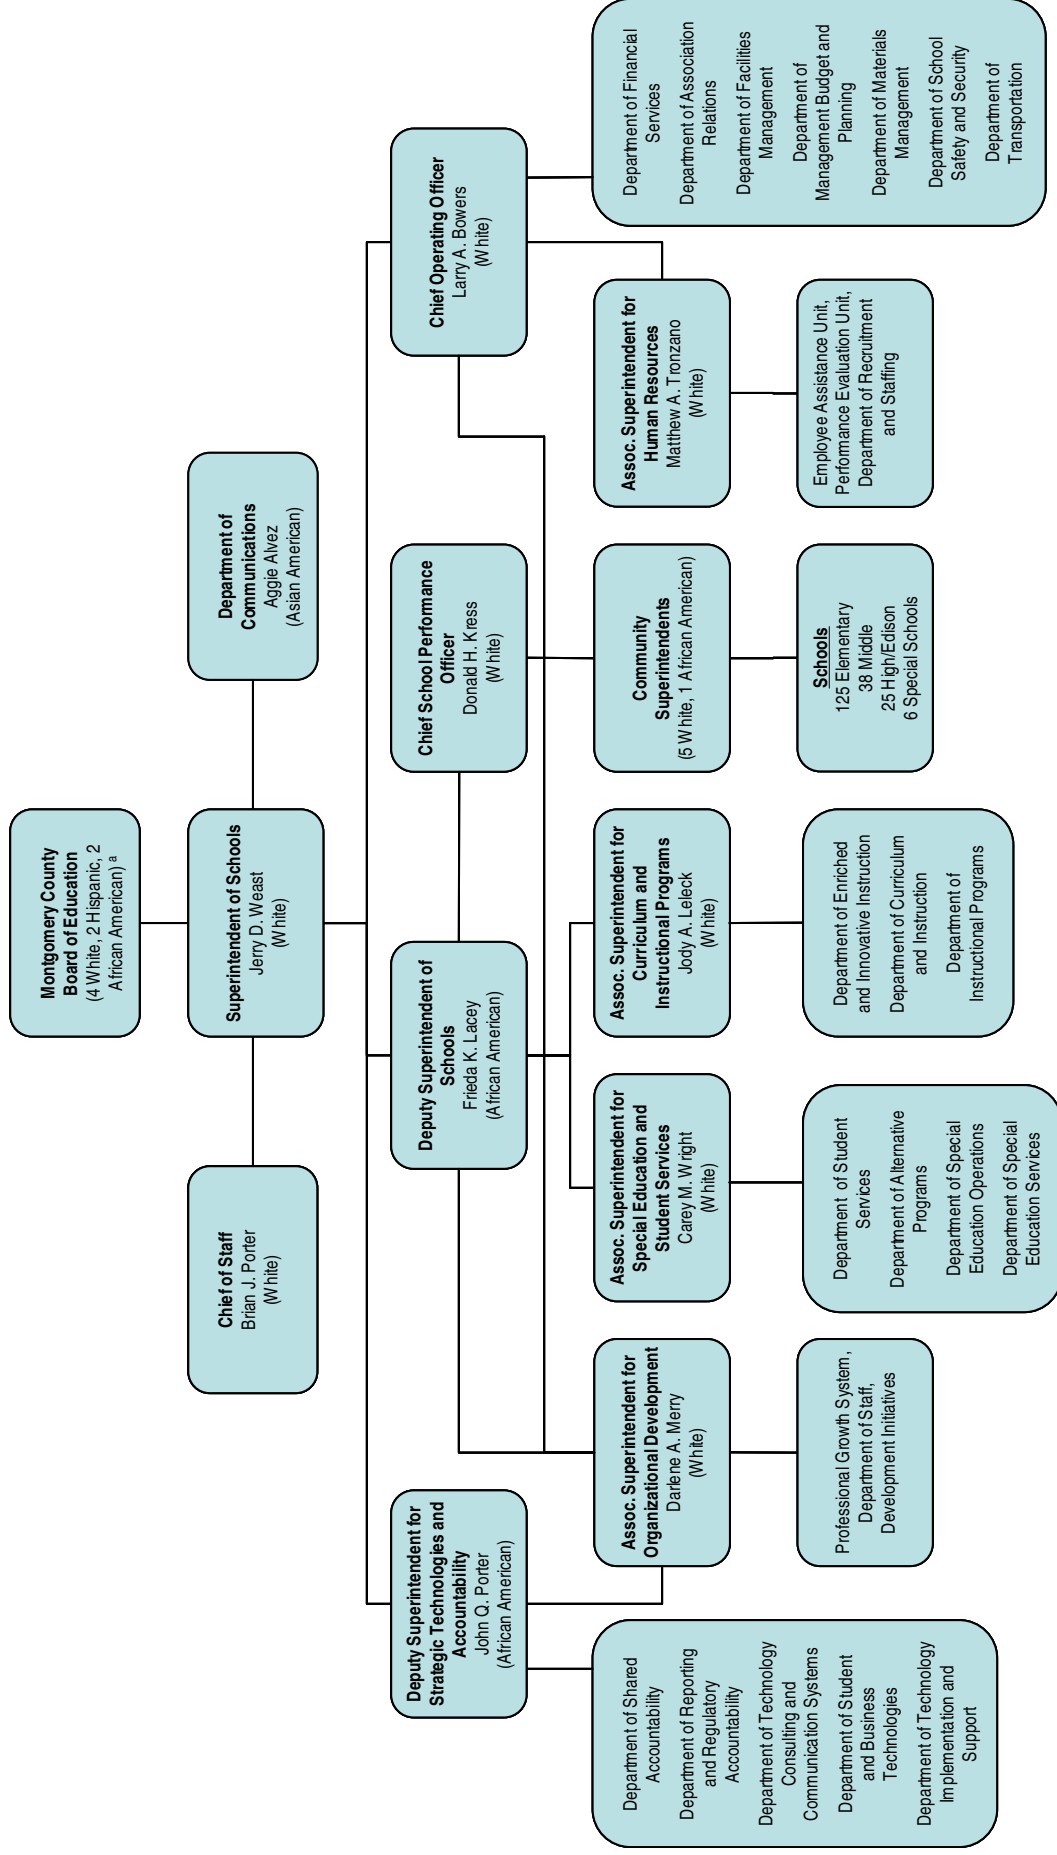 Montgomery County
Board of Education
(4 White, 2 Hispanic, 2
African American) a
Chief of Staff
Brian J. Porter
(White)
Superintendent of Schools
Jerry D. Weast
(White)
Department of
Communications
Aggie Alvez
(Asian American)
Deputy Superintendent for
Strategic Technologies and
Accountability
John Q. Porter
(African American)
Deputy Superintendent of
Schools
Frieda K. Lacey
(African American)
Chief School Performance
Officer
Donald H. Kress
(White)
Chief Operating Officer
Larry A. Bowers
(White)
Department of Shared
Accountability
Department of Reporting
and Regulatory
Accountability
Department of Technology
Consulting and
Communication Systems
Department of Student
and Business
Technologies
Department of Technology
Implementation and
Support
Assoc. Superintendent for
Organizational Development
Darlene A. Merry
(White)
Assoc. Superintendent for
Special Education and
Student Services
Carey M. Wright
(White)
Assoc. Superintendent for
Curriculum and
Instructional Programs
Jody A. Leleck
(White)
Community
Superintendents
(5 White, 1 African American)
Assoc. Superintendent for
Human Resources
Matthew A. Tronzano
(White)
Department of Financial
Services
Department of Association
Relations
Department of Facilities
Management
Department of
Management Budget and
Planning
Department of Materials
Management
Department of School
Safety and Security
Department of
Transportation
Professional Growth System,
Department of Staff,
Development Initiatives
Department of Student
Services
Department of Alternative
Programs
Department of Special
Education Operations
Department of Special
Education Services
Department of Enriched
and Innovative Instruction
Department of Curriculum
and Instruction
Department of
Instructional Programs
Schools
125 Elementary
38 Middle
25 High/Edison
6 Special Schools
Employee Assistance Unit,
Performance Evaluation Unit,
Department of Recruitment
and Staffing